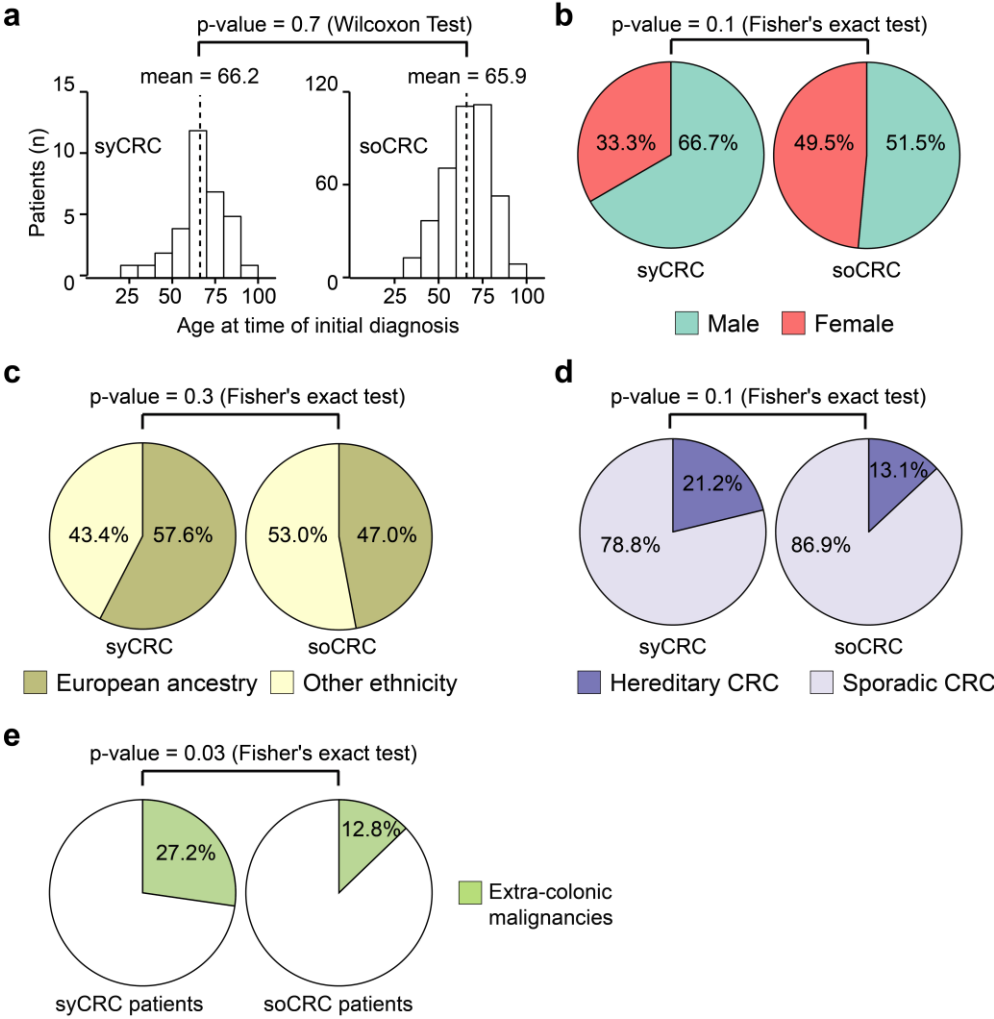 a
p-value = 0.7 (Wilcoxon Test)
mean = 66.2
mean = 65.9
Patients (n)
15
10
5
0
syCRC
25 50 75 100
120
60
0
soCRC
25 50 75 100
Age at time of initial diagnosis
b
p-value = 0.1 (Fisher's exact test)
33.3% 66.7%
49.5% 51.5%
syCRC
soCRC
Male Female
c
p-value = 0.3 (Fisher's exact test)
43.4% 57.6%
53.0% 47.0%
syCRC
soCRC
European ancestry Other ethnicity
d
p-value = 0.1 (Fisher's exact test)
21.2%
78.8%
13.1%
86.9%
syCRC
soCRC
Hereditary CRC Sporadic CRC
e
p-value = 0.03 (Fisher's exact test)
27.2%
12.8%
syCRC patients
soCRC patients
Extra-colonic
malignancies